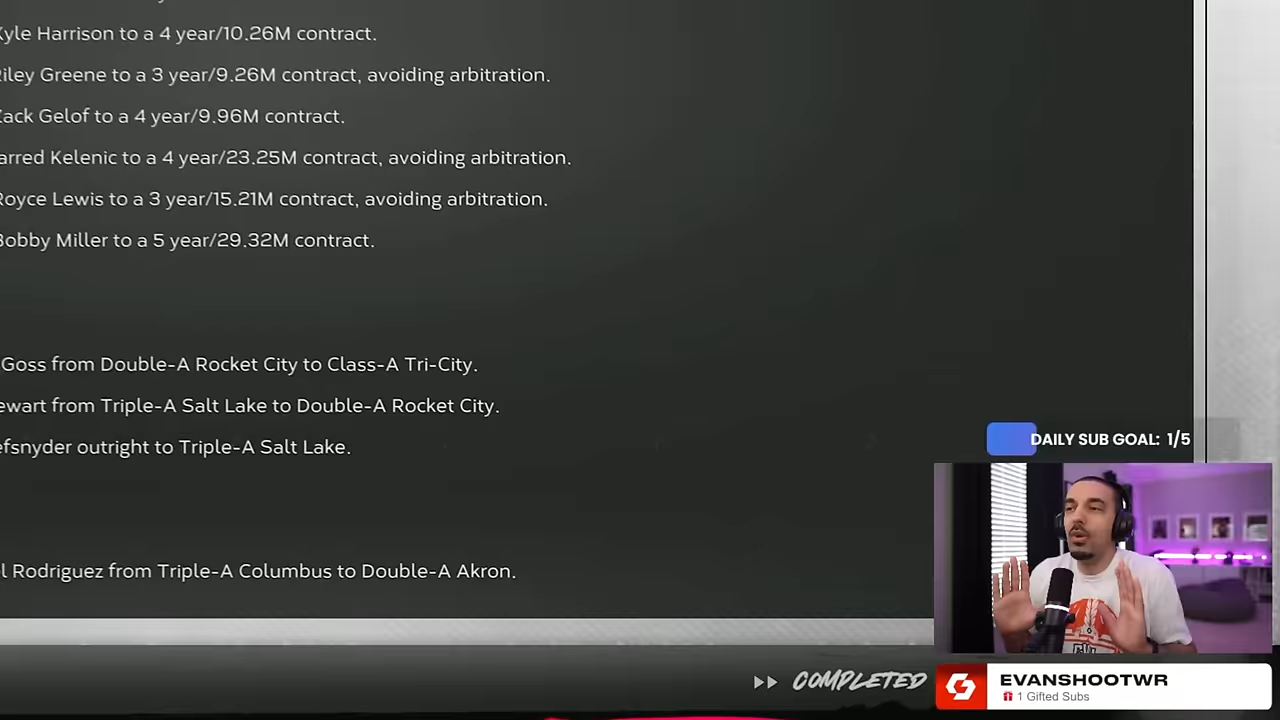 Kyle Harrison to a 4 year/10.26M contract.
Riley Greene to a 3 year/9.26M contract, avoiding arbitration.
Zack Gelof to a 4 year/9.96M contract.
arred Kelenic to a 4 year/23.25M contract, avoiding arbitration.
Royce Lewis to a 3 year/15.21M contract, avoiding arbitration.
Bobby Miller to a 5 year/29.32M contract.
Goss from Double-A Rocket City to Class-A Tri-City.
ewart from Triple-A Salt Lake to Double-A Rocket City.
efsnyder outright to Triple-A Salt Lake.
DAILY SUB GOAL: 1/5
l Rodriguez from Triple-A Columbus to Double-A Akron.
COMPLETED
EVANSHOOTWR
1 Gifted Subs